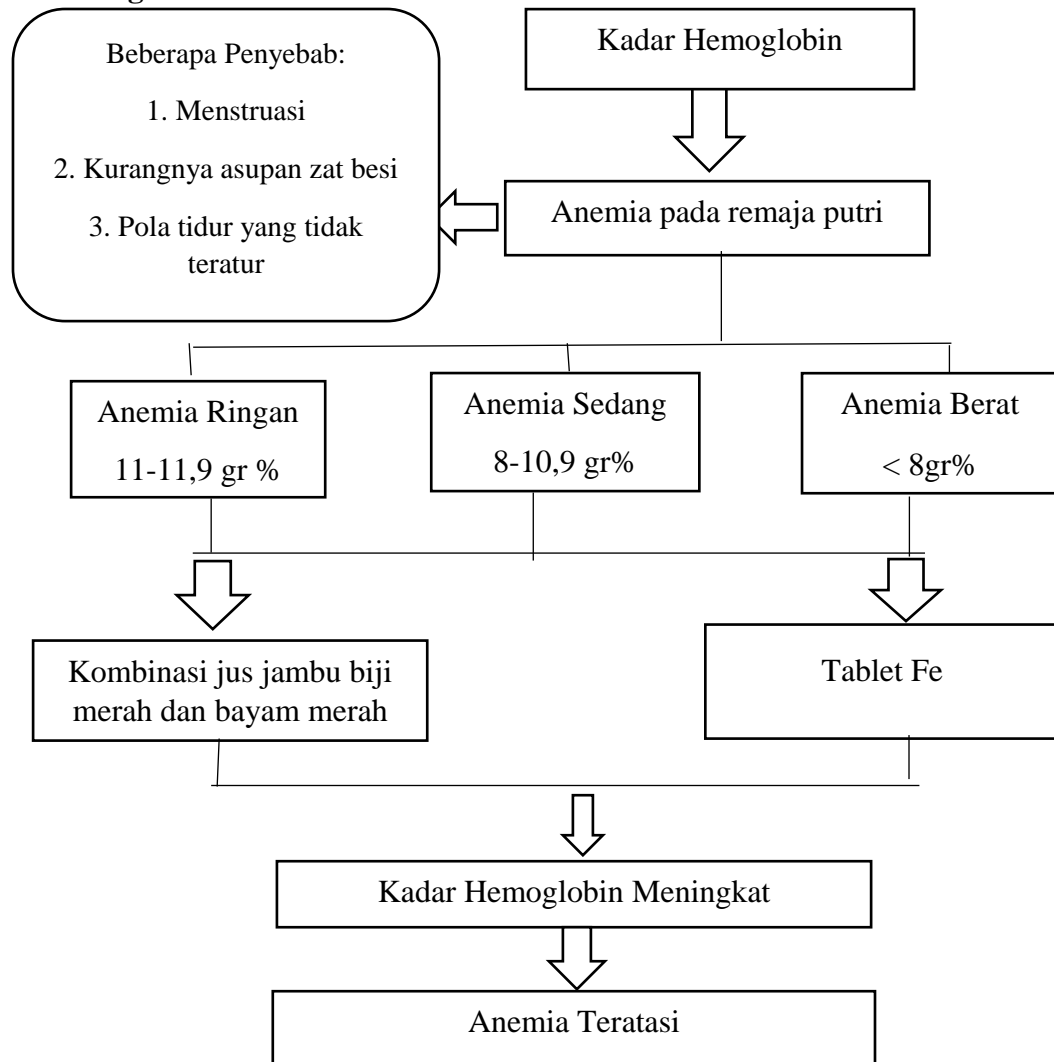 Beberapa Penyebab:
1. Menstruasi
2. Kurangnya asupan zat besi
3. Pola tidur yang tidak
teratur
Kadar Hemoglobin
Anemia pada remaja putri
Anemia Ringan
11-11,9 gr %
Anemia Sedang
8-10,9 gr%
Anemia Berat
< 8gr%
Kombinasi jus jambu biji
merah dan bayam merah
Tablet Fe
Kadar Hemoglobin Meningkat
Anemia Teratasi